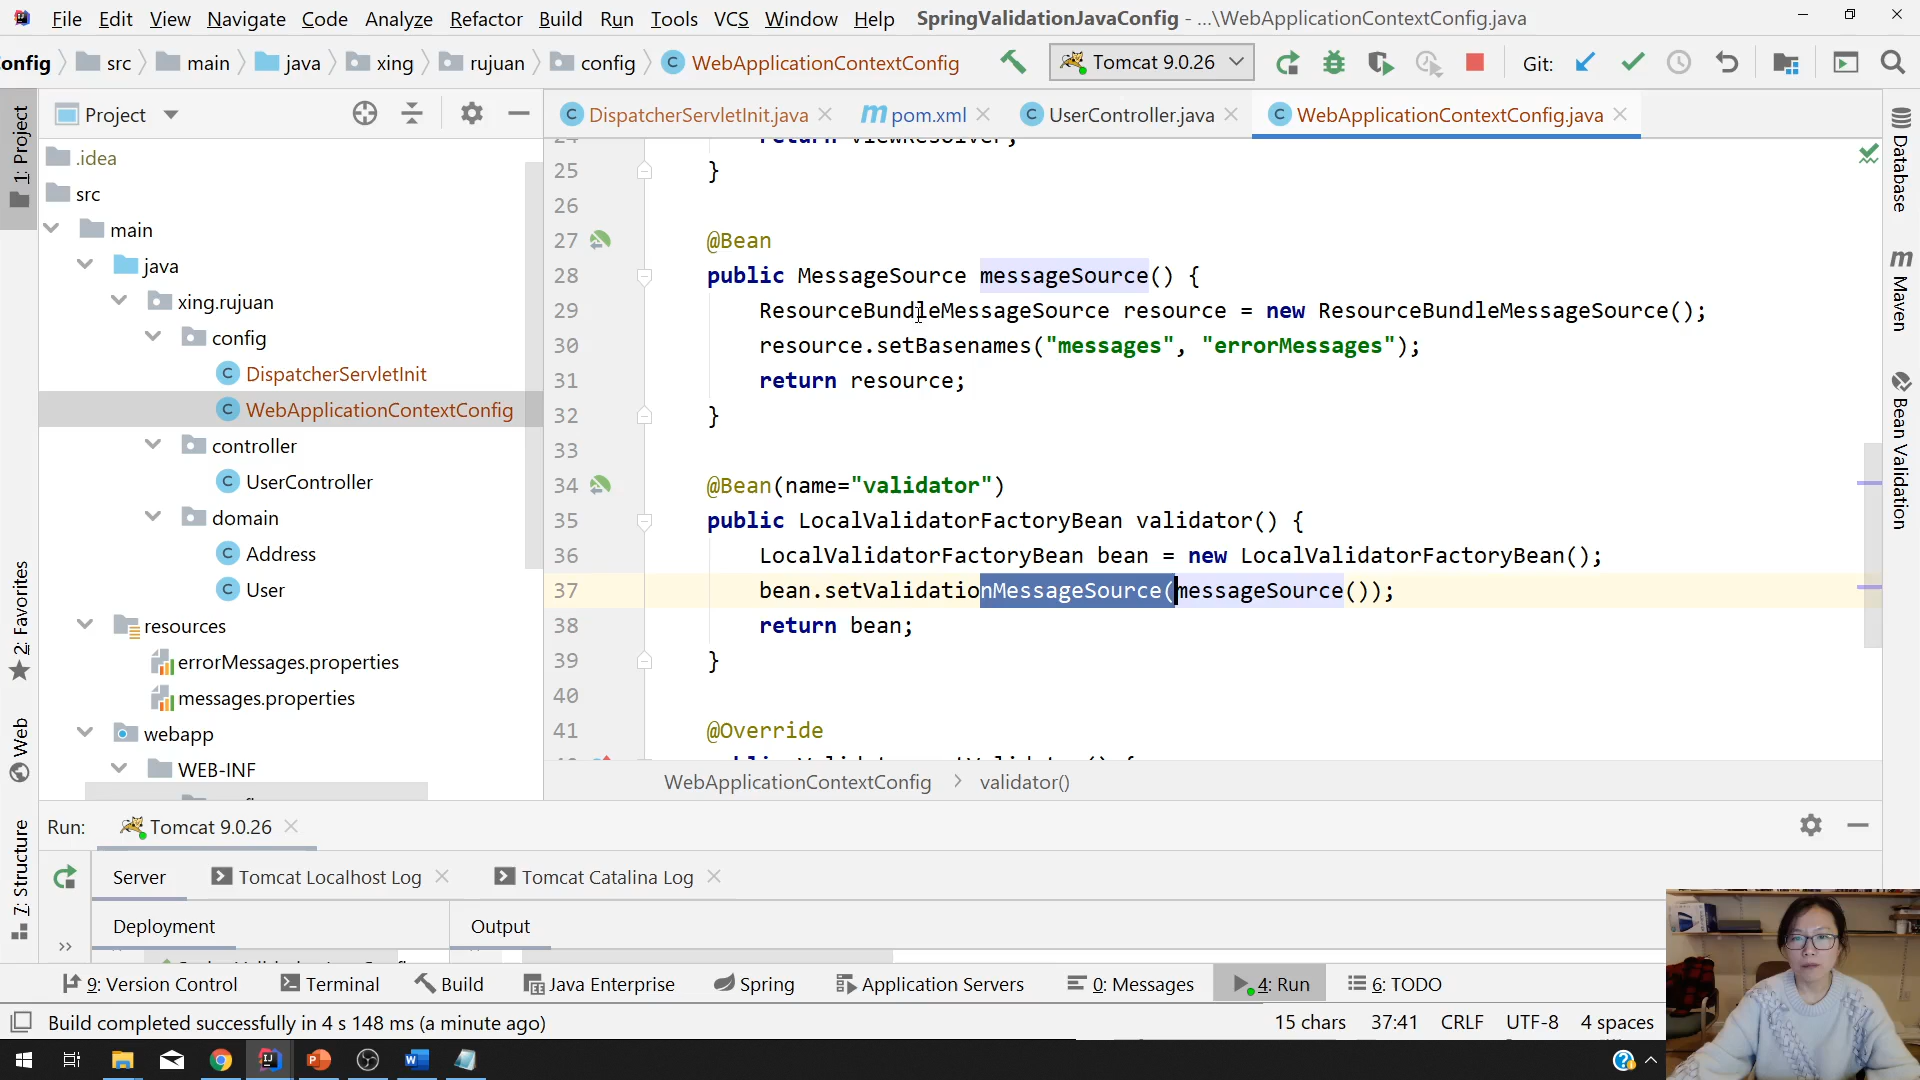 File Edit View Navigate Code Analyze Refactor Build Run Tools VCS Window Help SpringValidationJavaConfig - ...\WebApplicationContextConfig.java
onfig src main java xing rujuan config WebApplicationContextConfig Tomcat 9.0.26 Git:
Project
DispatcherServletInit.java pom.xml UserController.java WebApplicationContextConfig.java
1: Project
2: Favorites
Web
7: Structure
.idea
src
main
java
xing.rujuan
config
DispatcherServletInit
WebApplicationContextConfig
controller
UserController
domain
Address
User
resources
errorMessages.properties
messages.properties
webapp
WEB-INF
24 return viewResolver;
25 }
26
27 @Bean
28 public MessageSource messageSource() {
29 ResourceBundleMessageSource resource = new ResourceBundleMessageSource();
30 resource.setBasenames("messages", "errorMessages");
31 return resource;
32 }
33
34 @Bean(name="validator")
35 public LocalValidatorFactoryBean validator() {
36 LocalValidatorFactoryBean bean = new LocalValidatorFactoryBean();
37 bean.setValidationMessageSource(messageSource());
38 return bean;
39 }
40
41 @Override
WebApplicationContextConfig > validator()
Database
Maven
Bean Validation
Run: Tomcat 9.0.26
Server Tomcat Localhost Log Tomcat Catalina Log
Deployment Output
9: Version Control Terminal Build Java Enterprise Spring Application Servers 0: Messages 4: Run 6: TODO
Build completed successfully in 4 s 148 ms (a minute ago) 15 chars 37:41 CRLF UTF-8 4 spaces